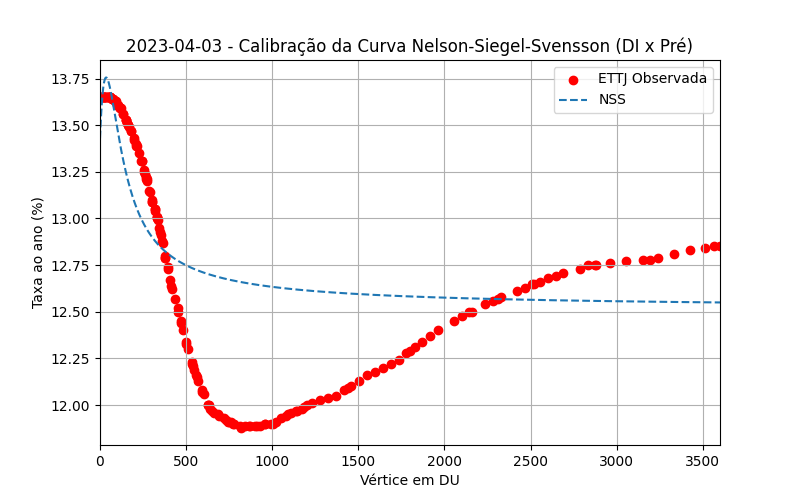 2023-04-03 - Calibração da Curva Nelson-Siegel-Svensson (DI x Pré)
ETTJ Observada
NSS
Taxa ao ano (%)
13.75
13.50
13.25
13.00
12.75
12.50
12.25
12.00
0 500 1000 1500 2000 2500 3000 3500
Vértice em DU